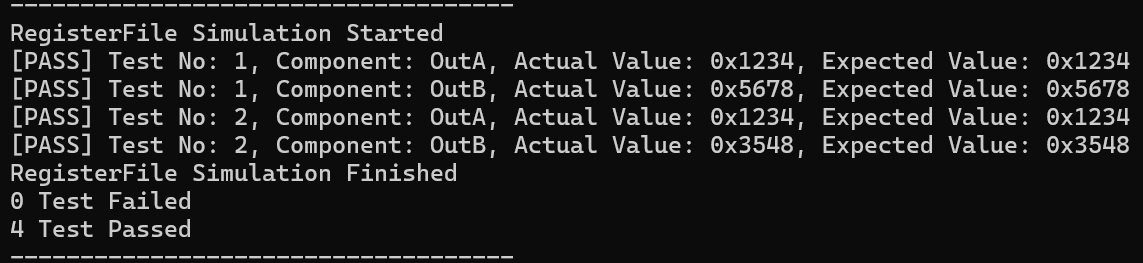 ------------------------------------
RegisterFile Simulation Started
[PASS] Test No: 1, Component: OutA, Actual Value: 0x1234, Expected Value: 0x1234
[PASS] Test No: 1, Component: OutB, Actual Value: 0x5678, Expected Value: 0x5678
[PASS] Test No: 2, Component: OutA, Actual Value: 0x1234, Expected Value: 0x1234
[PASS] Test No: 2, Component: OutB, Actual Value: 0x3548, Expected Value: 0x3548
RegisterFile Simulation Finished
0 Test Failed
4 Test Passed
------------------------------------